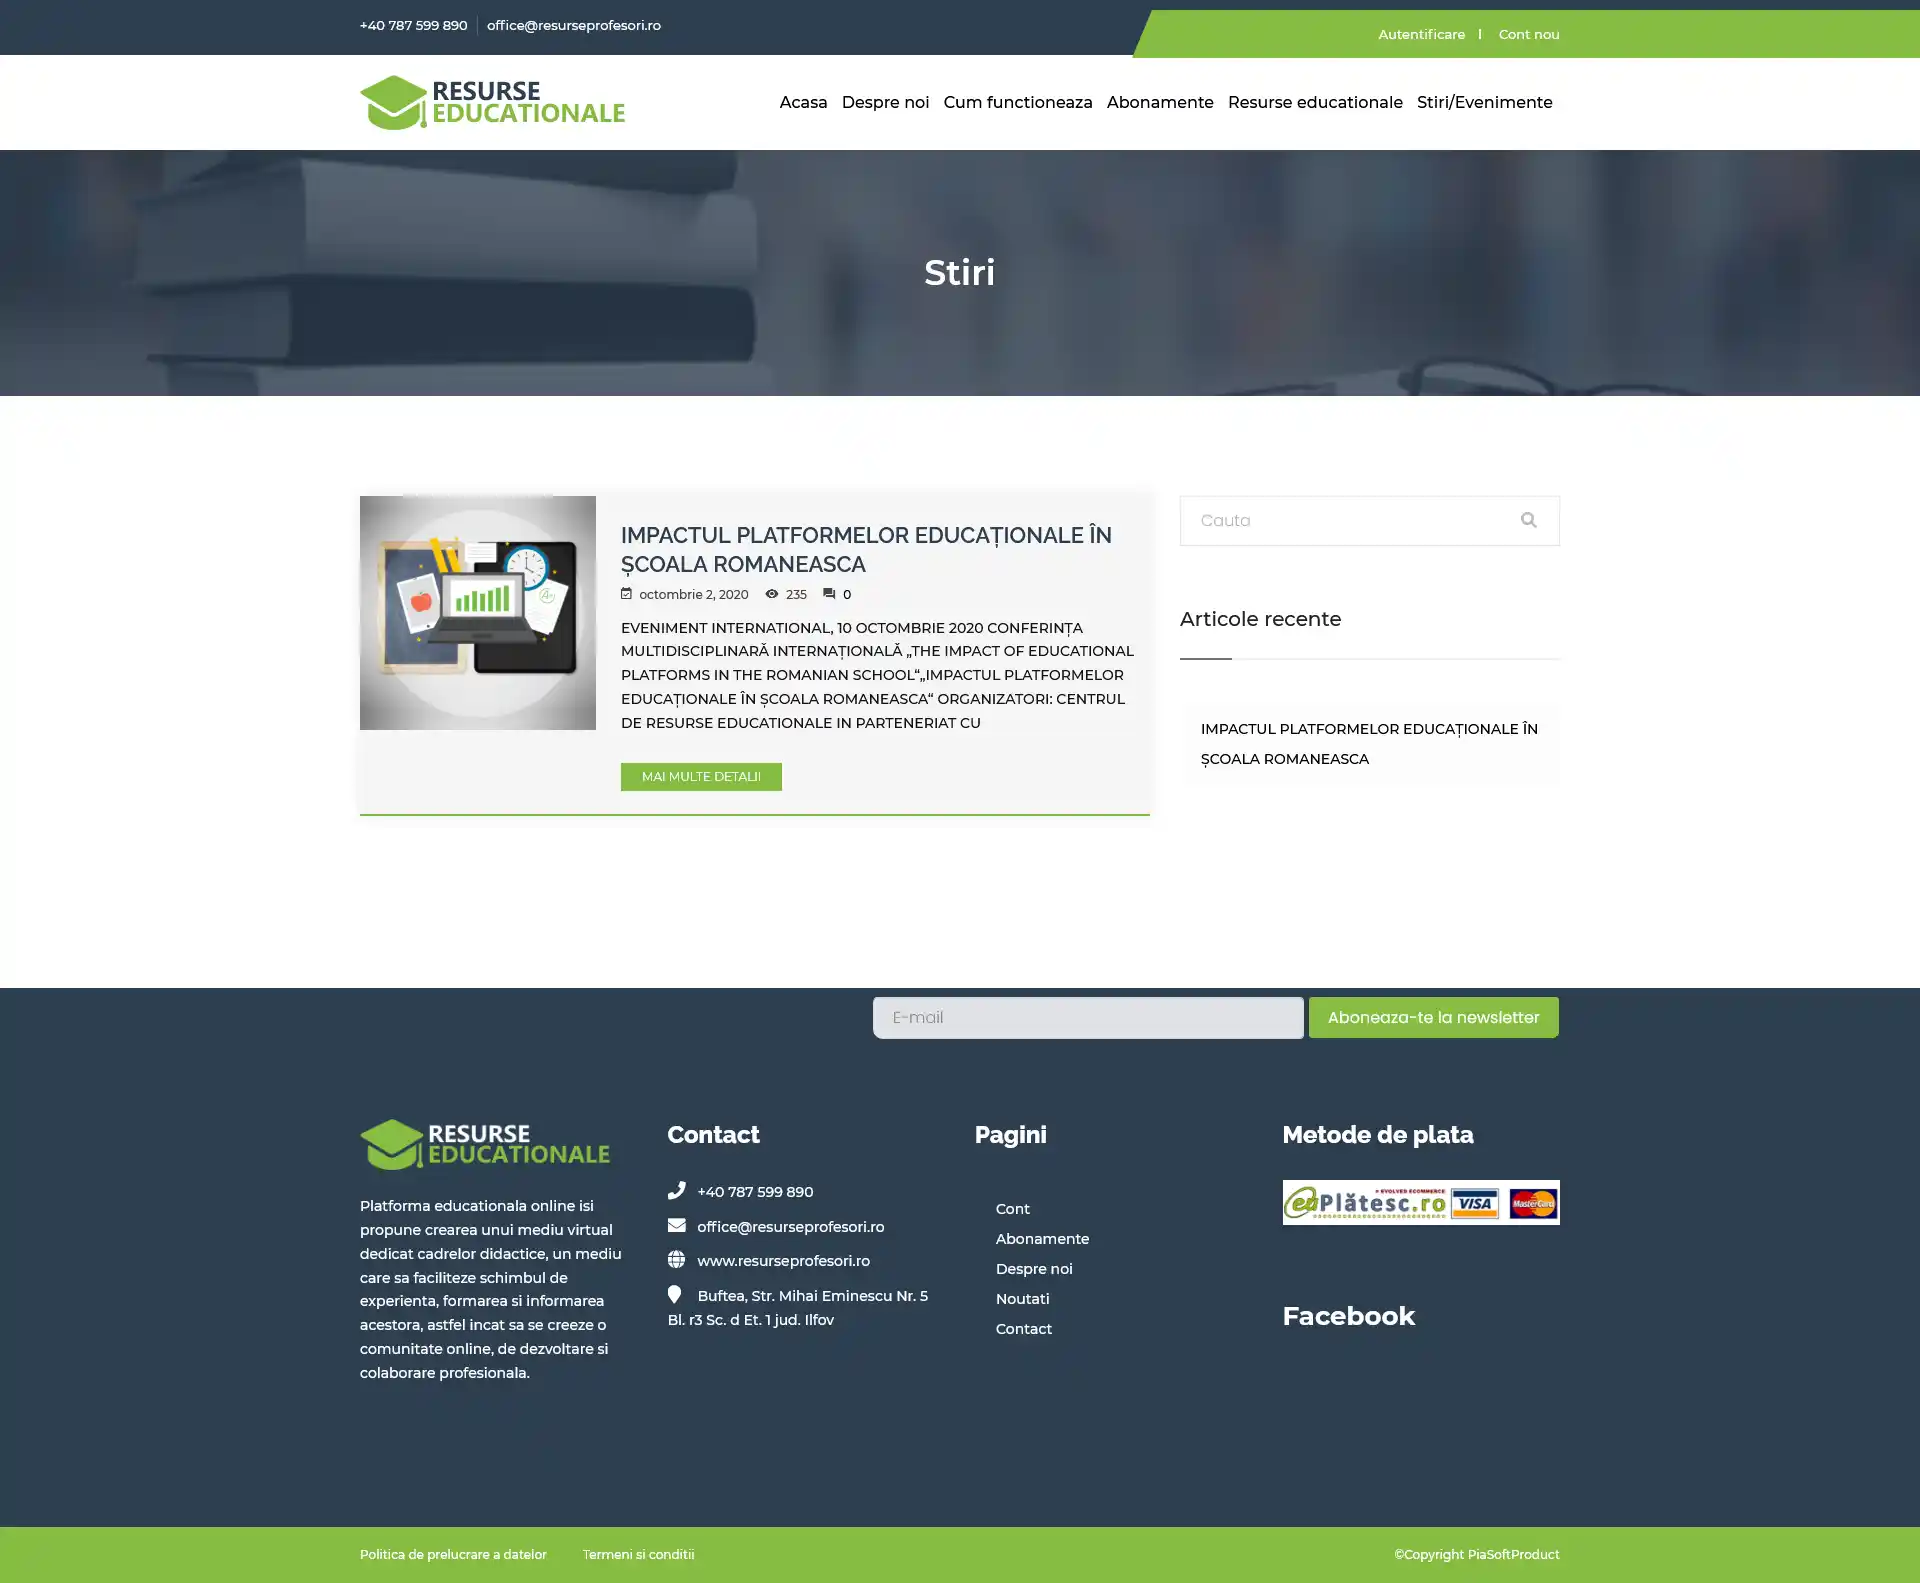 +40 787 599 890 office@resurseprofesori.ro
Autentificare Cont nou
RESURSE
EDUCATIONALE
Acasa Despre noi Cum functioneaza Abonamente Resurse educationale Stiri/Evenimente
Stiri
IMPACTUL PLATFORMELOR EDUCAȚIONALE ÎN
ȘCOALA ROMANEASCA
octombrie 2, 2020 235 0
EVENIMENT INTERNATIONAL, 10 OCTOMBRIE 2020 CONFERINȚA
MULTIDISCIPLINARĂ INTERNAȚIONALĂ „THE IMPACT OF EDUCATIONAL
PLATFORMS IN THE ROMANIAN SCHOOL“„IMPACTUL PLATFORMELOR
EDUCAȚIONALE ÎN ȘCOALA ROMANEASCA“ ORGANIZATORI: CENTRUL
DE RESURSE EDUCATIONALE IN PARTENERIAT CU
MAI MULTE DETALII
Cauta
Articole recente
IMPACTUL PLATFORMELOR EDUCAȚIONALE ÎN
ȘCOALA ROMANEASCA
E-mail
Aboneaza-te la newsletter
RESURSE
EDUCATIONALE
Platforma educationala online isi
propune crearea unui mediu virtual
dedicat cadrelor didactice, un mediu
care sa faciliteze schimbul de
experienta, formarea si informarea
acestora, astfel incat sa se creeze o
comunitate online, de dezvoltare si
colaborare profesionala.
Contact
+40 787 599 890
office@resurseprofesori.ro
www.resurseprofesori.ro
Buftea, Str. Mihai Eminescu Nr. 5
Bl. r3 Sc. d Et. 1 jud. Ilfov
Pagini
Cont
Abonamente
Despre noi
Noutati
Contact
Metode de plata
EVOLVED ECOMMERCE
euPlătesc.ro VISA MasterCard
Facebook
Politica de prelucrare a datelor Termeni si conditii
©Copyright PiaSoftProduct